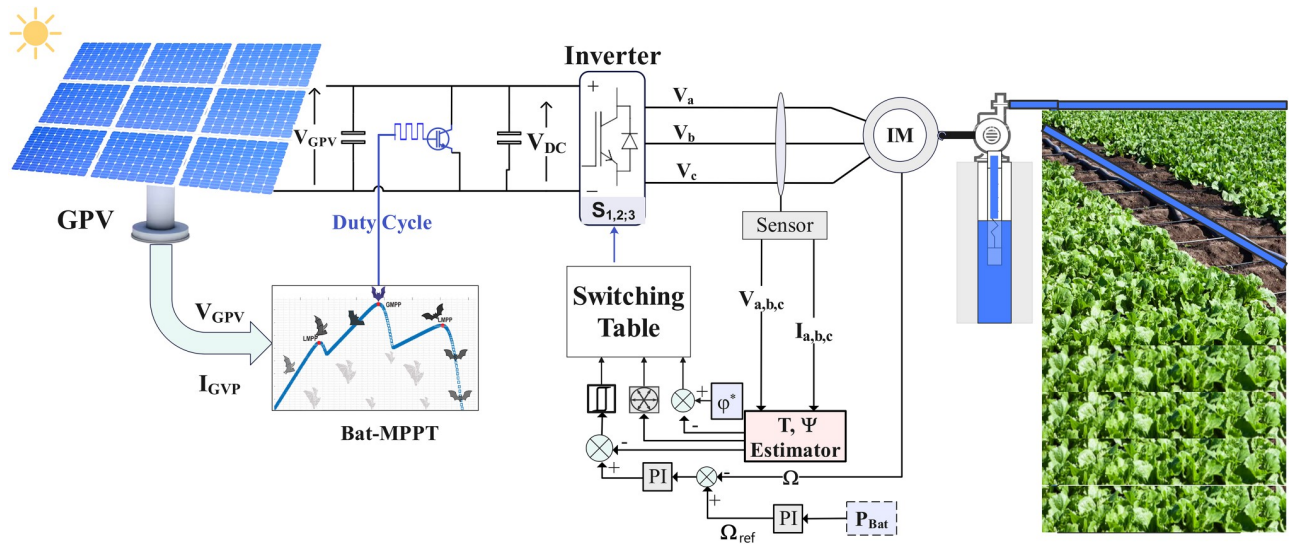 Inverter
+
V_GPV
V_DC
V_a
V_b
V_c
IM
−
S_1,2;3
GPV
Duty Cycle
Sensor
V_GPV
I_GVP
LMPP
GMPP
LMPP
Bat-MPPT
Switching
Table
V_a,b,c
I_a,b,c
+
φ*
-
T, Ψ
Estimator
-
+
PI
-
Ω
+
PI
P_Bat
Ω_ref